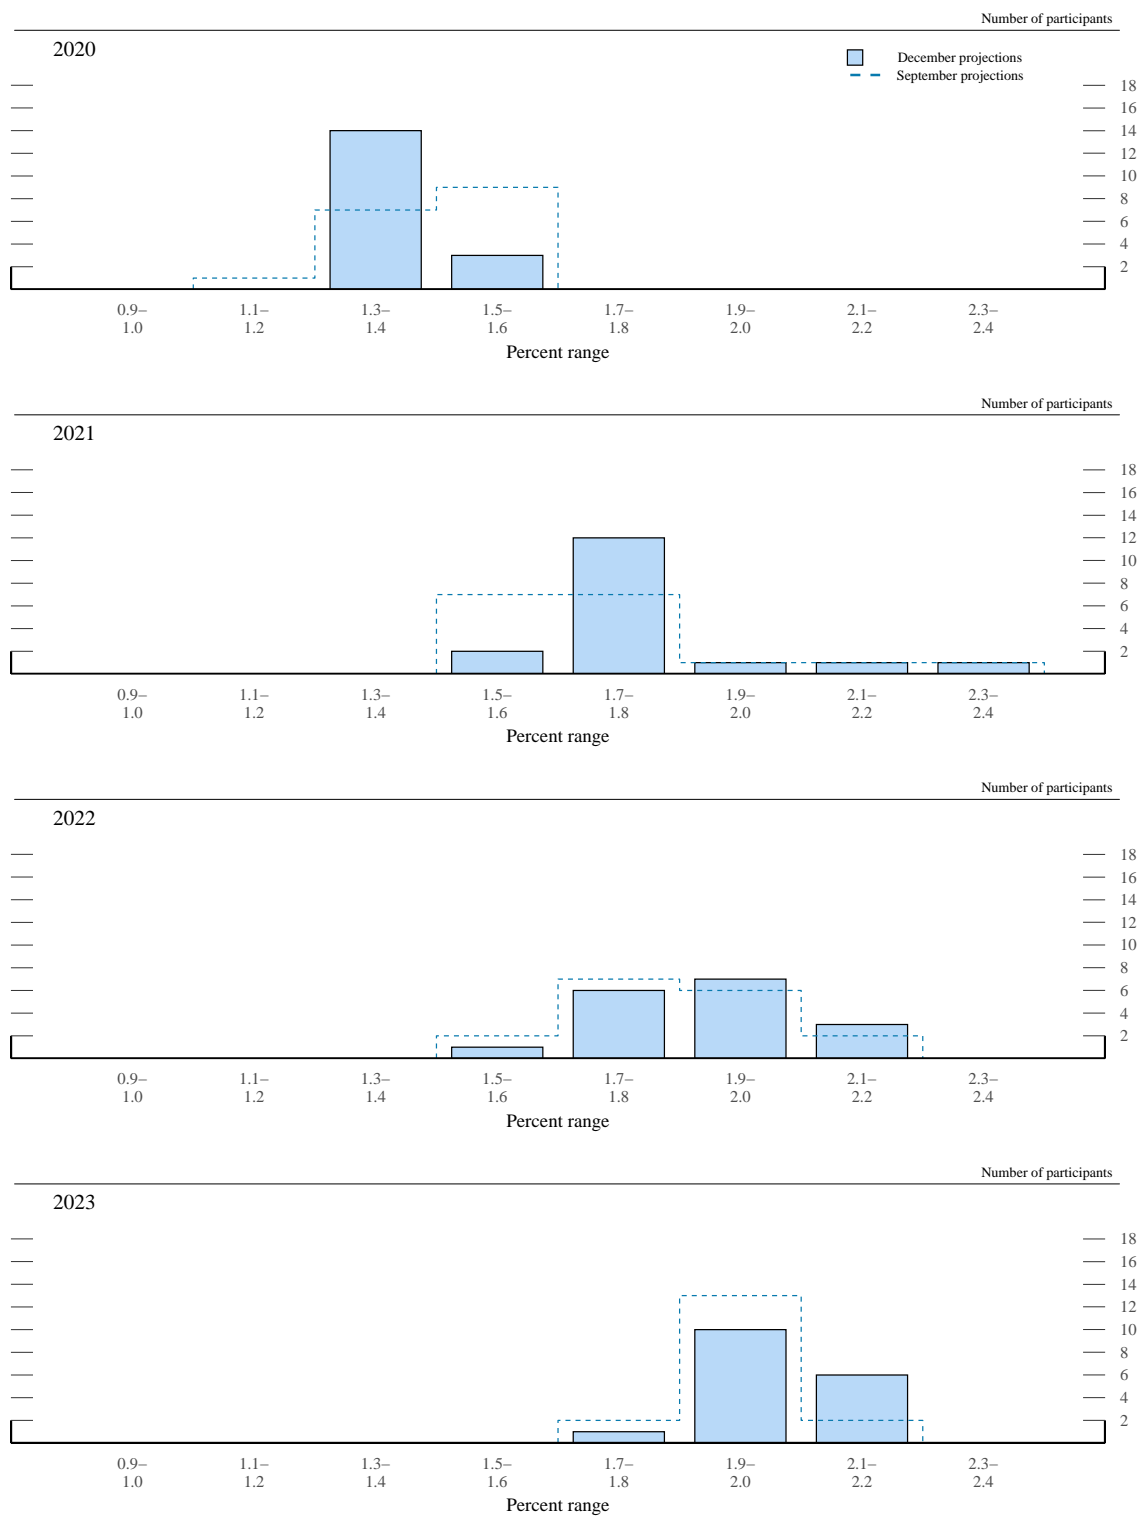 Number of participants
2020
December projections
September projections
18
16
14
12
10
8
6
4
2
0.9– 1.1– 1.3– 1.5– 1.7– 1.9– 2.1– 2.3–
1.0 1.2 1.4 1.6 1.8 2.0 2.2 2.4
Percent range
Number of participants
2021
18
16
14
12
10
8
6
4
2
0.9– 1.1– 1.3– 1.5– 1.7– 1.9– 2.1– 2.3–
1.0 1.2 1.4 1.6 1.8 2.0 2.2 2.4
Percent range
Number of participants
2022
18
16
14
12
10
8
6
4
2
0.9– 1.1– 1.3– 1.5– 1.7– 1.9– 2.1– 2.3–
1.0 1.2 1.4 1.6 1.8 2.0 2.2 2.4
Percent range
Number of participants
2023
18
16
14
12
10
8
6
4
2
0.9– 1.1– 1.3– 1.5– 1.7– 1.9– 2.1– 2.3–
1.0 1.2 1.4 1.6 1.8 2.0 2.2 2.4
Percent range